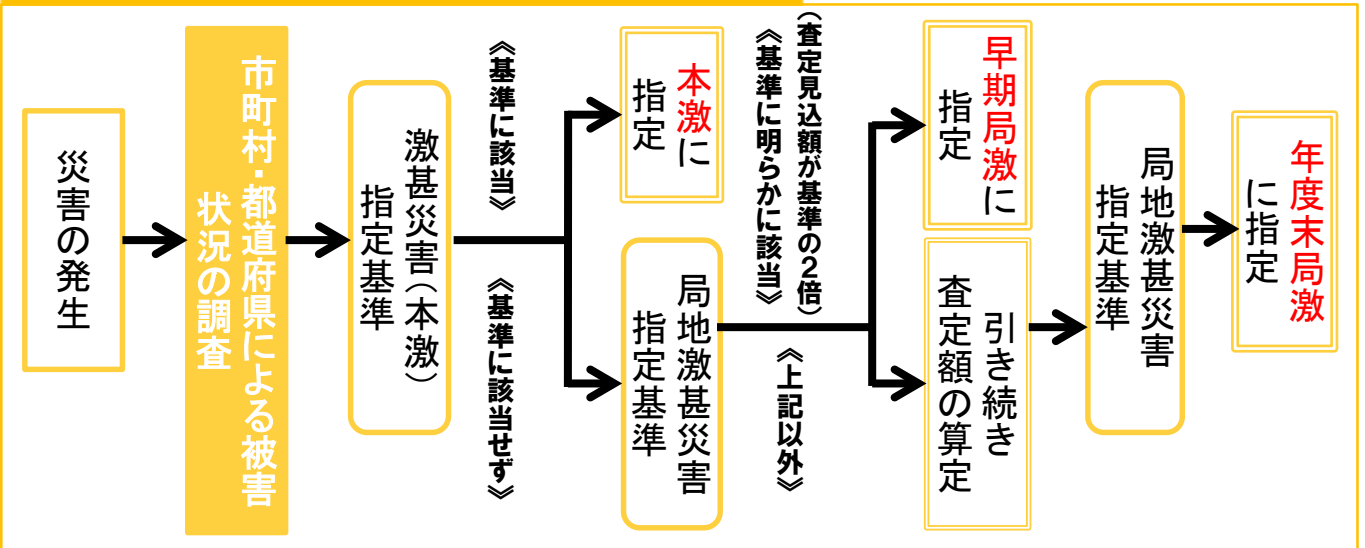 災害の発生
市町村・都道府県による被害
状況の調査
激甚災害（本激）
指定基準
《基準に該当》
《基準に該当せず》
本激に
指定
局地激甚災害
指定基準
（査定見込額が基準の２倍）
《基準に明らかに該当》
《上記以外》
早期局激に
指定
引き続き
査定額の算定
局地激甚災害
指定基準
年度末局激
に指定